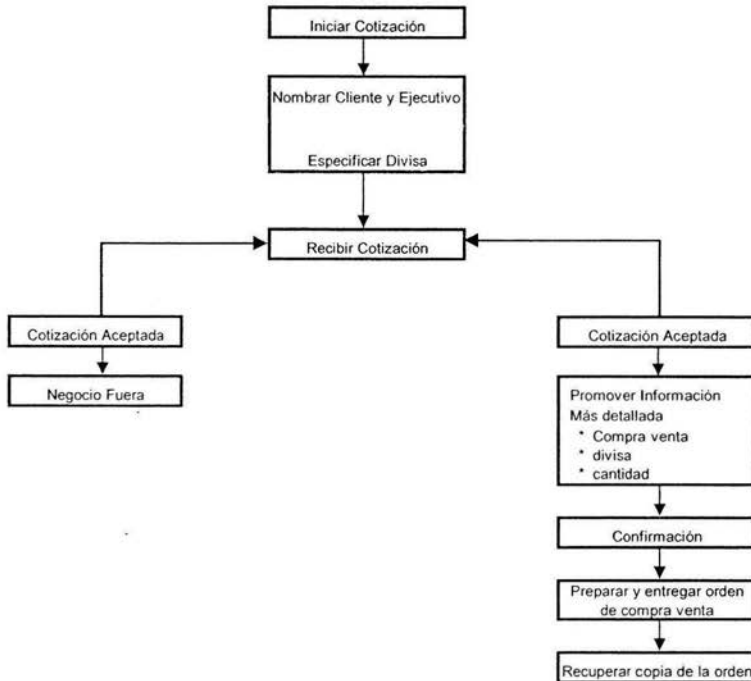 Iniciar Cotización
Nombrar Cliente y Ejecutivo
Especificar Divisa
Recibir Cotización
Cotización Aceptada
Negocio Fuera
Cotización Aceptada
Promover Información
Más detallada
* Compra venta
* divisa
* cantidad
Confirmación
Preparar y entregar orden
de compra venta
Recuperar copia de la orden